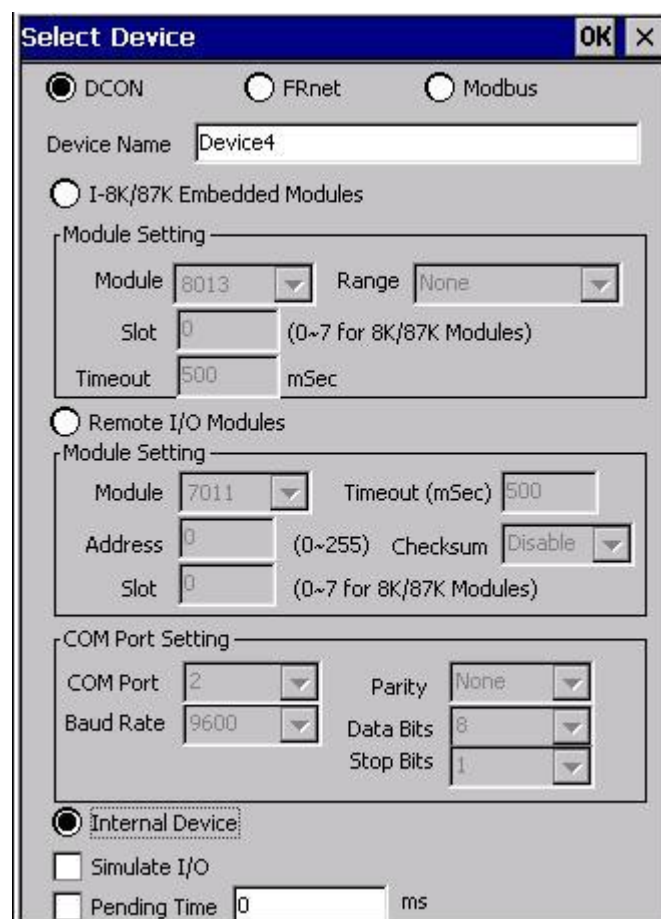 Select Device OK ×
DCON FRnet Modbus
Device Name Device4
I-8K/87K Embedded Modules
Module Setting
Module 8013 Range None
Slot 0 (0~7 for 8K/87K Modules)
Timeout 500 mSec
Remote I/O Modules
Module Setting
Module 7011 Timeout (mSec) 500
Address 0 (0~255) Checksum Disable
Slot 0 (0~7 for 8K/87K Modules)
COM Port Setting
COM Port 2 Parity None
Baud Rate 9600 Data Bits 8
Stop Bits 1
Internal Device
Simulate I/O
Pending Time 0 ms